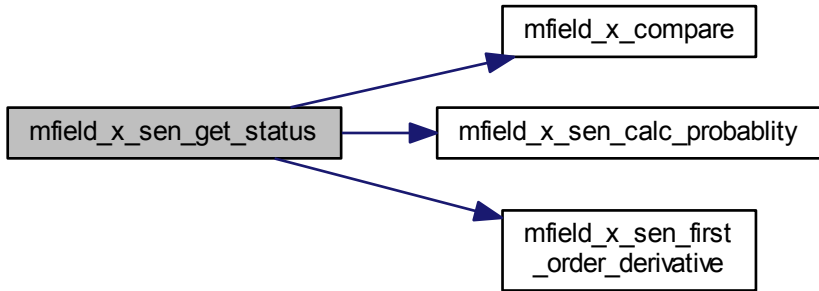 mfield_x_compare
mfield_x_sen_get_status
mfield_x_sen_calc_probablity
mfield_x_sen_first
_order_derivative